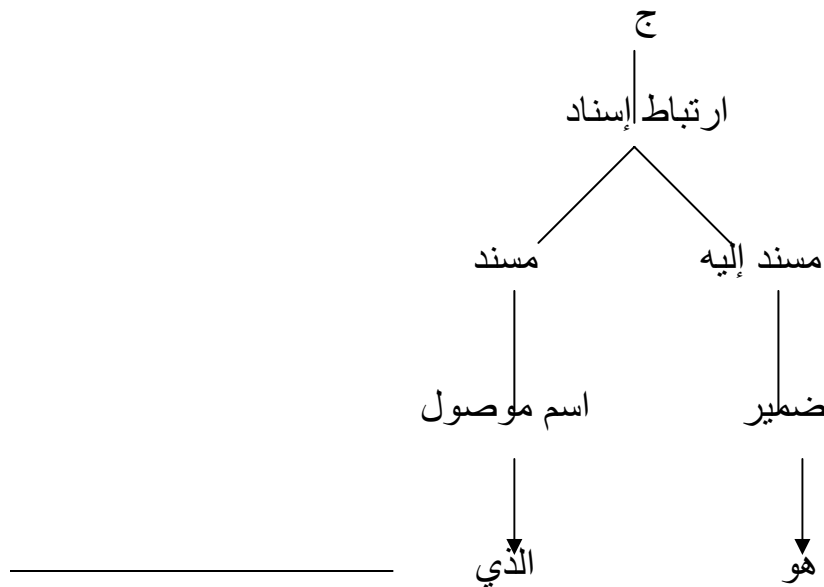 ج
ارتباط إسناد
مسند إليه مسند
ضمير اسم موصول
هو الذي